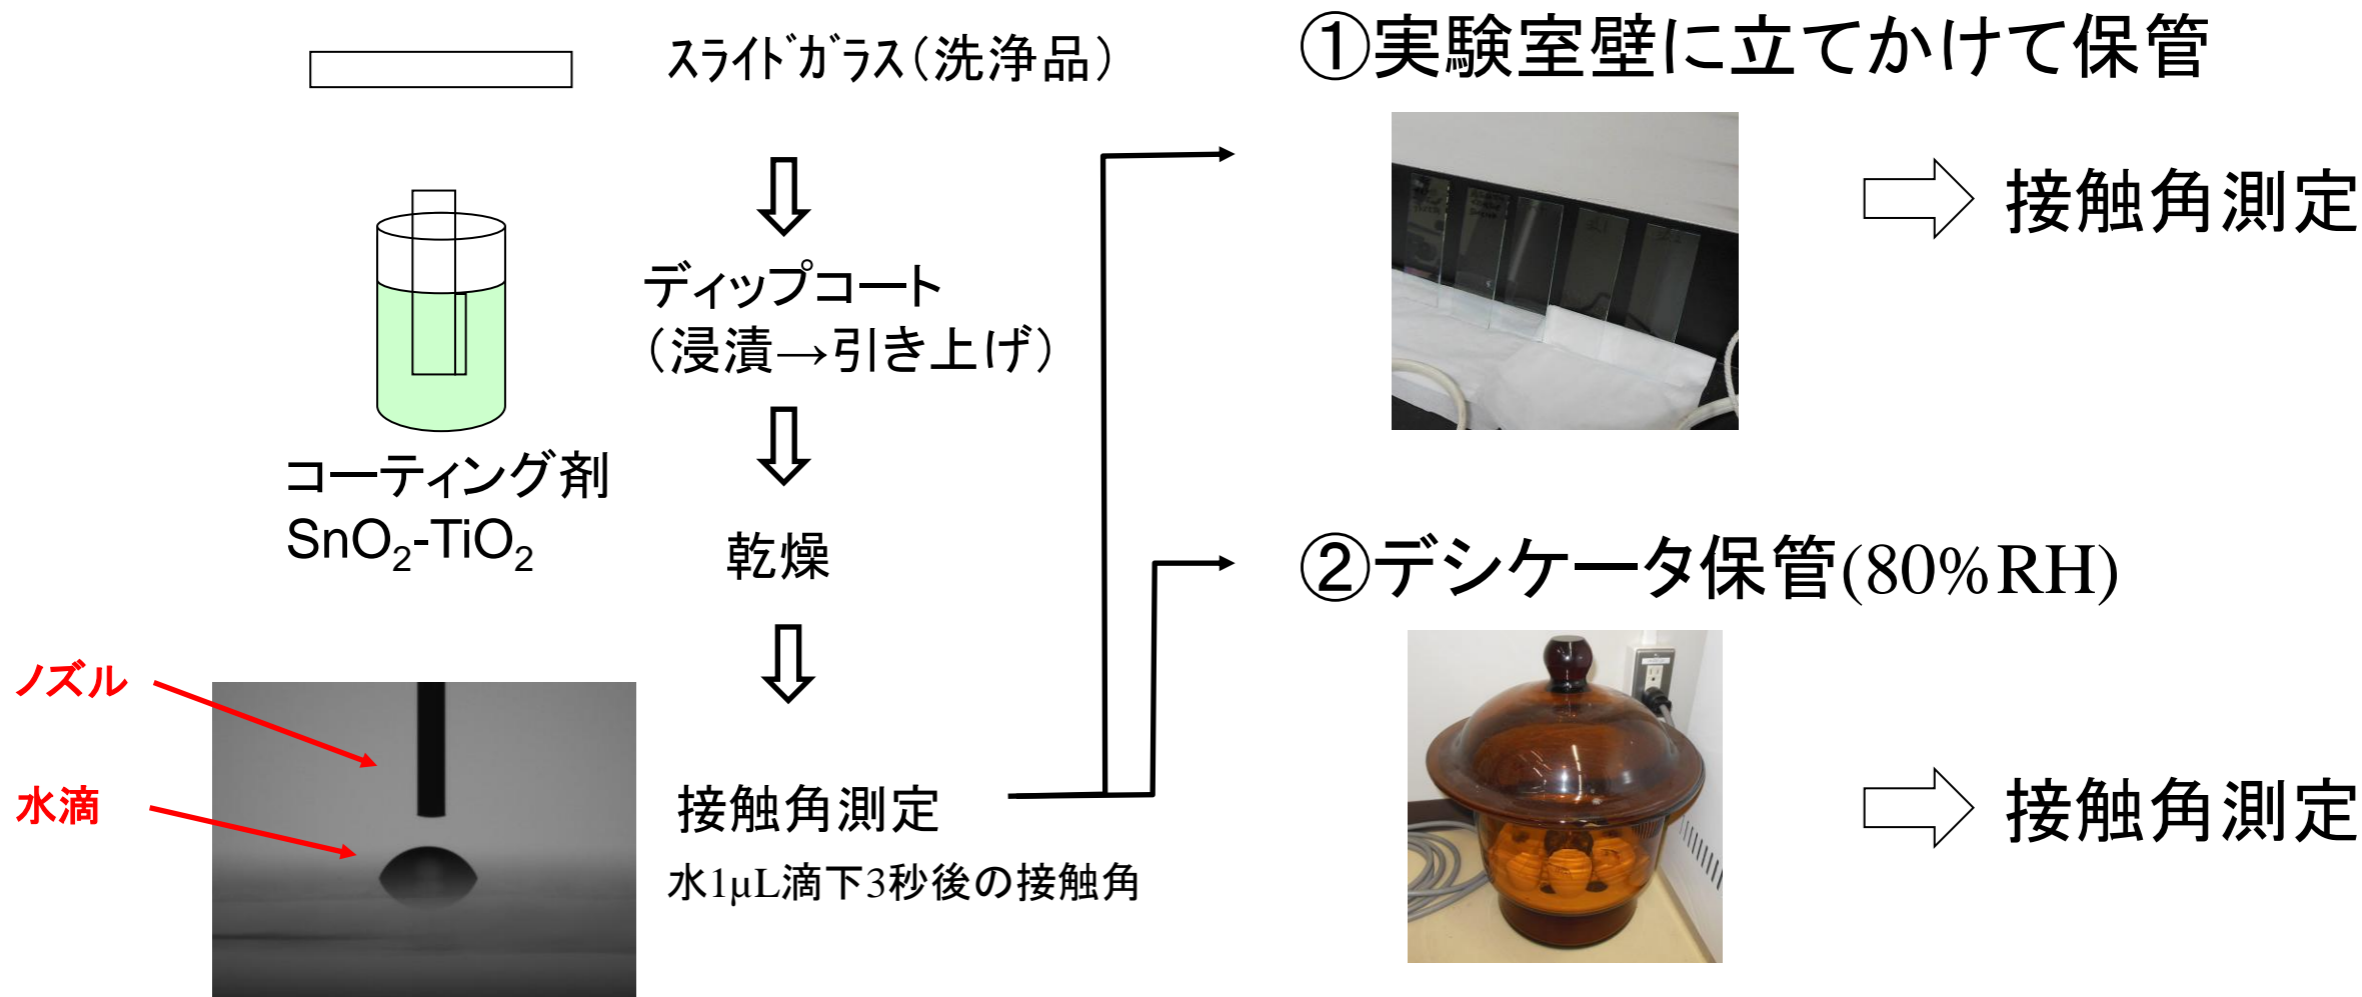 スライドガラス（洗浄品）
ディップコート
（浸漬→引き上げ）
コーティング剤
SnO₂-TiO₂
乾燥
ノズル
水滴
接触角測定
水1μL滴下3秒後の接触角
①実験室壁に立てかけて保管
接触角測定
②デシケータ保管(80%RH)
接触角測定